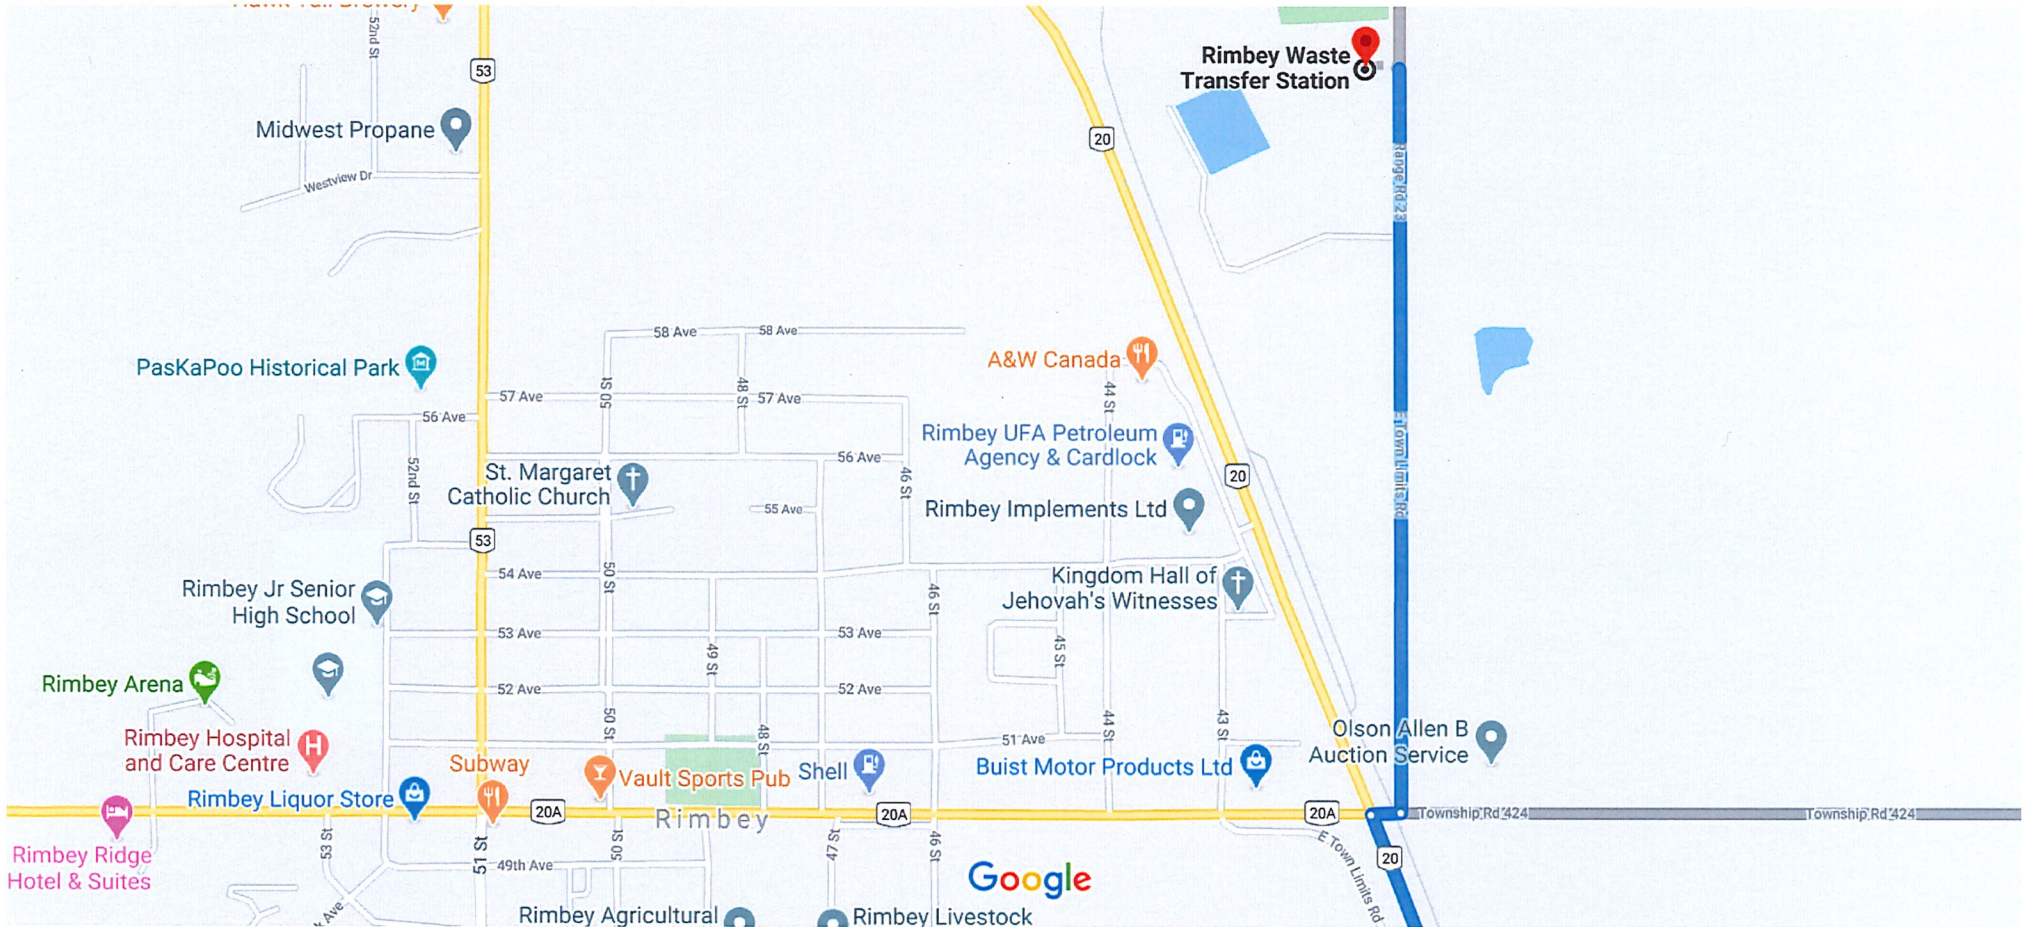 Hawk Tail Brewery
52nd St
53
Rimbey Waste
Transfer Station
Midwest Propane
20
Range Rd 23
Westview Dr
58 Ave
58 Ave
PasKaPoo Historical Park
A&W Canada
57 Ave
50 St
48 St
57 Ave
44 St
56 Ave
52nd St
St. Margaret
Catholic Church
56 Ave
46 St
Rimbey UFA Petroleum
Agency & Cardlock
20
E Town Limits Rd
55 Ave
Rimbey Implements Ltd
53
54 Ave
50 St
46 St
Kingdom Hall of
Jehovah's Witnesses
Rimbey Jr Senior
High School
53 Ave
53 Ave
49 St
45 St
Rimbey Arena
52 Ave
52 Ave
50 St
48 St
44 St
43 St
Rimbey Hospital
and Care Centre
51 Ave
Olson Allen B
Auction Service
Subway
Vault Sports Pub
Shell
Buist Motor Products Ltd
Rimbey Liquor Store
20A
Rimbey
20A
20A
Township Rd 424
Township Rd 424
Rimbey Ridge
Hotel & Suites
53 St
51 St
49th Ave
50 St
47 St
46 St
Google
E Town Limits Rd
20
k Ave
Rimbey Agricultural
Rimbey Livestock